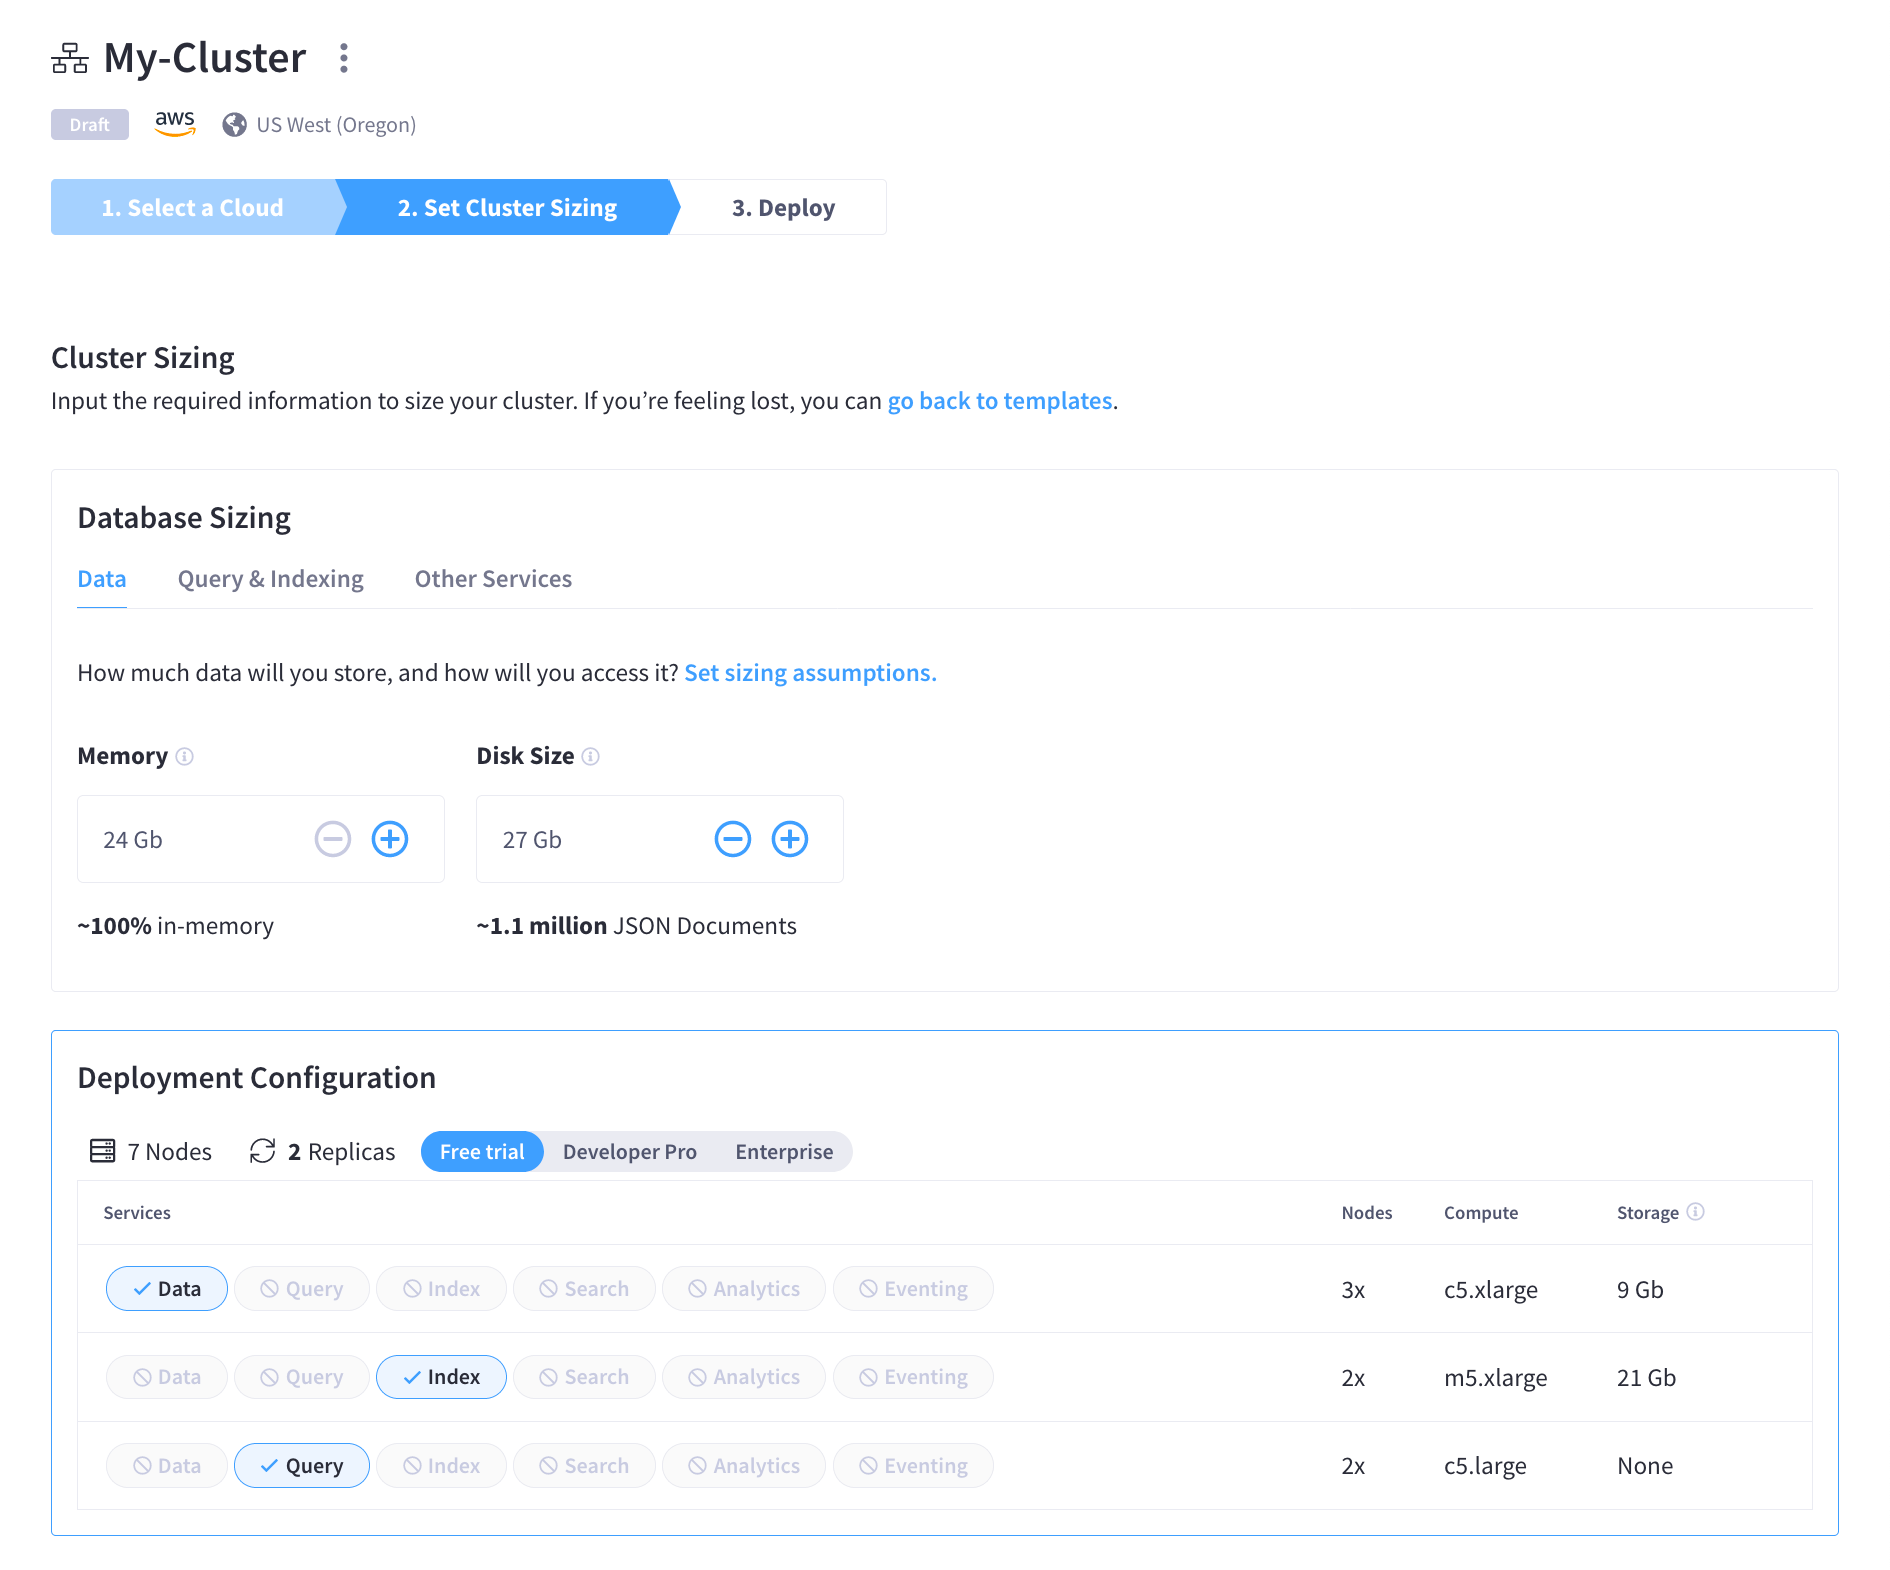 My-Cluster
Draft aws US West (Oregon)
1. Select a Cloud 2. Set Cluster Sizing 3. Deploy
Cluster Sizing
Input the required information to size your cluster. If you’re feeling lost, you can go back to templates.
Database Sizing
Data Query & Indexing Other Services
How much data will you store, and how will you access it? Set sizing assumptions.
Memory Disk Size
24 Gb 27 Gb
~100% in-memory ~1.1 million JSON Documents
Deployment Configuration
7 Nodes 2 Replicas Free trial Developer Pro Enterprise
Services Nodes Compute Storage
Data Query Index Search Analytics Eventing 3x c5.xlarge 9 Gb
Data Query Index Search Analytics Eventing 2x m5.xlarge 21 Gb
Data Query Index Search Analytics Eventing 2x c5.large None